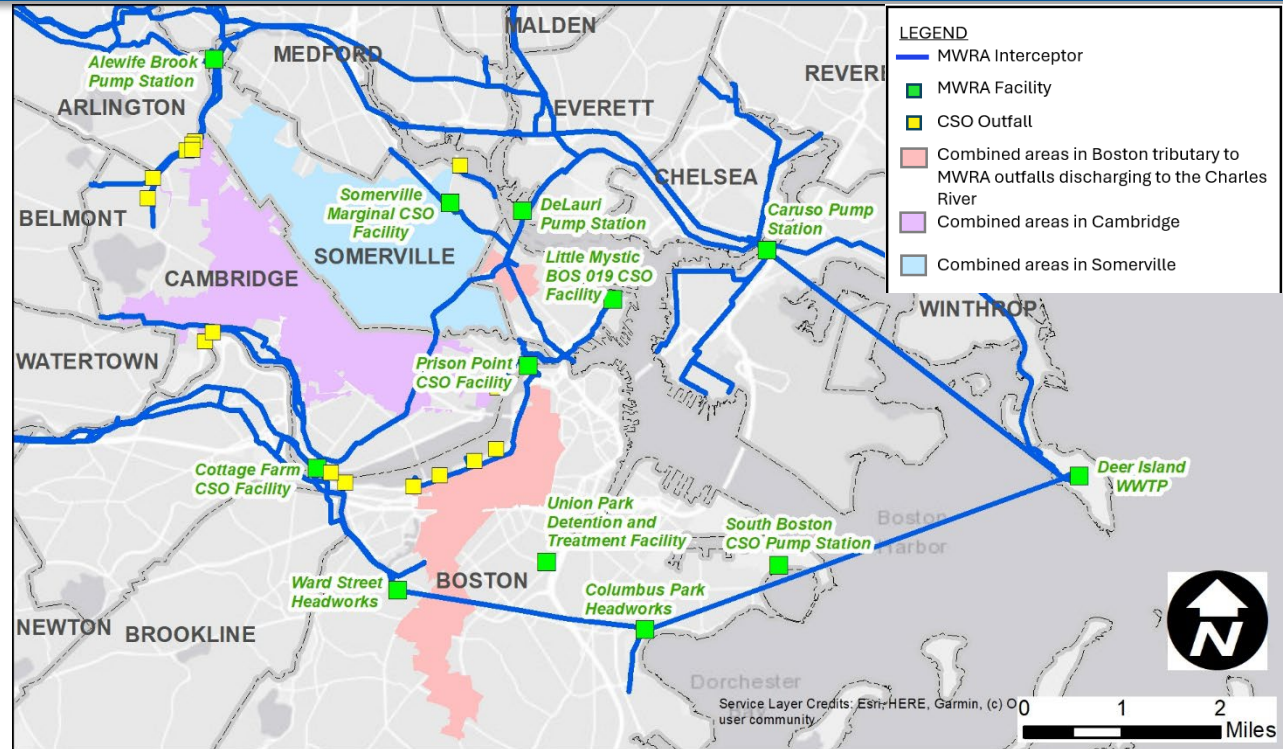 MALDEN
MEDFORD
Alewife Brook
Pump Station
REVERE
ARLINGTON
EVERETT
CHELSEA
BELMONT
Somerville
Marginal CSO
Facility
DeLauri
Pump Station
Caruso Pump
Station
SOMERVILLE
Little Mystic
BOS 019 CSO
Facility
CAMBRIDGE
WINTHROP
WATERTOWN
Prison Point
CSO Facility
Cottage Farm
CSO Facility
Deer Island
WWTP
Union Park
Detention and
Treatment Facility
South Boston
CSO Pump Station
Boston
Harbor
Ward Street
Headworks
BOSTON
Columbus Park
Headworks
NEWTON
BROOKLINE
Dorchester
LEGEND
MWRA Interceptor
MWRA Facility
CSO Outfall
Combined areas in Boston tributary to
MWRA outfalls discharging to the Charles
River
Combined areas in Cambridge
Combined areas in Somerville
N
Service Layer Credits: Esri, HERE, Garmin, (c) O
user community
0 1 2
Miles